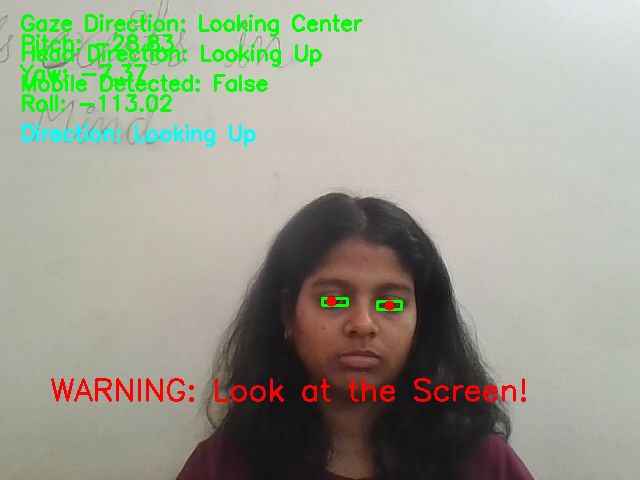 Gaze Direction: Looking Center
Pitch: -28.83
Head Direction: Looking Up
Yaw: -7.37
Mobile Detected: False
Roll: -113.02
Mind
Direction: Looking Up
WARNING: Look at the Screen!